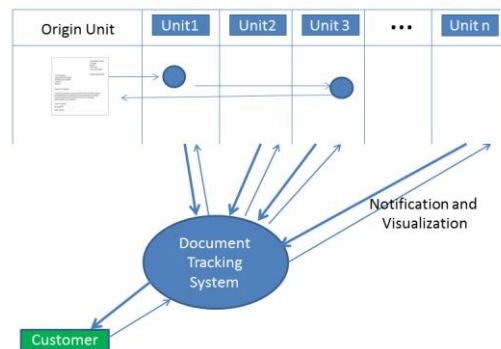 Origin Unit
Unit1
Unit2
Unit 3
...
Unit n
Notification and
Visualization
Document
Tracking
System
Customer